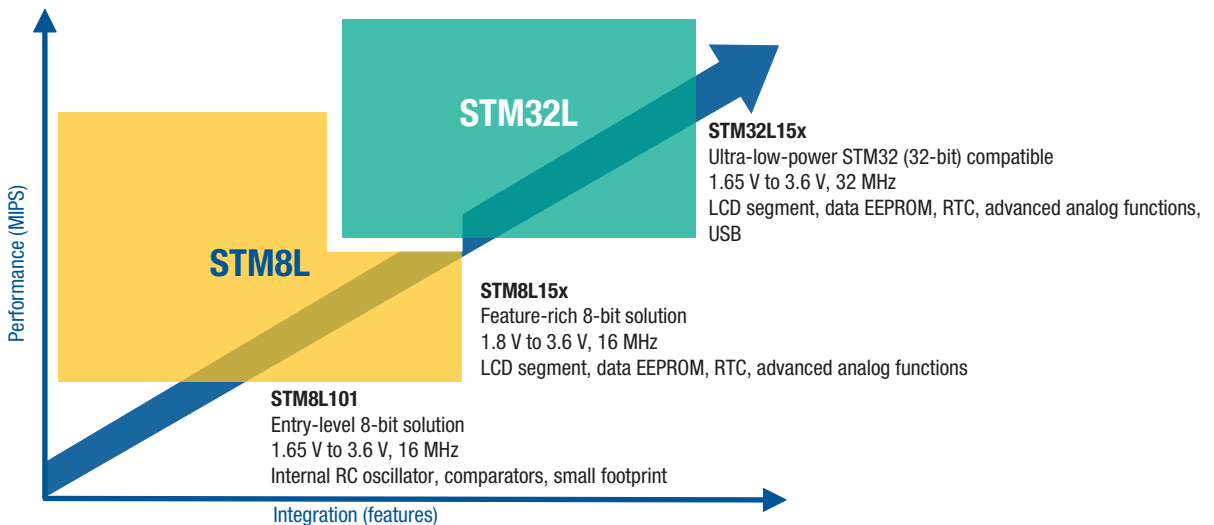 Performance (MIPS)
STM32L
STM32L15x
Ultra-low-power STM32 (32-bit) compatible
1.65 V to 3.6 V, 32 MHz
LCD segment, data EEPROM, RTC, advanced analog functions,
USB
STM8L
STM8L15x
Feature-rich 8-bit solution
1.8 V to 3.6 V, 16 MHz
LCD segment, data EEPROM, RTC, advanced analog functions
STM8L101
Entry-level 8-bit solution
1.65 V to 3.6 V, 16 MHz
Internal RC oscillator, comparators, small footprint
Integration (features)